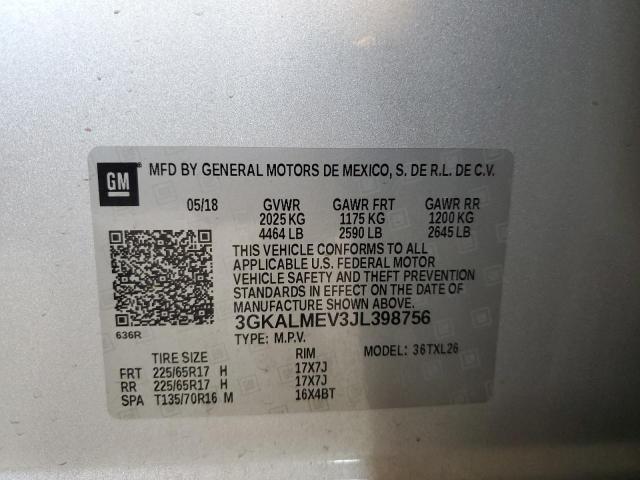 GM ® MFD BY GENERAL MOTORS DE MEXICO, S. DE R.L. DE C.V.
05/18 GVWR GAWR FRT GAWR RR
2025 KG 1175 KG 1200 KG
4464 LB 2590 LB 2645 LB
THIS VEHICLE CONFORMS TO ALL
APPLICABLE U.S. FEDERAL MOTOR
VEHICLE SAFETY AND THEFT PREVENTION
STANDARDS IN EFFECT ON THE DATE OF
MANUFACTURE SHOWN ABOVE.
3GKALMEV3JL398756
636R
TYPE: M.P.V.
TIRE SIZE RIM MODEL: 36TXL26
FRT 225/65R17 H 17X7J
RR 225/65R17 H 17X7J
SPA T135/70R16 M 16X4BT